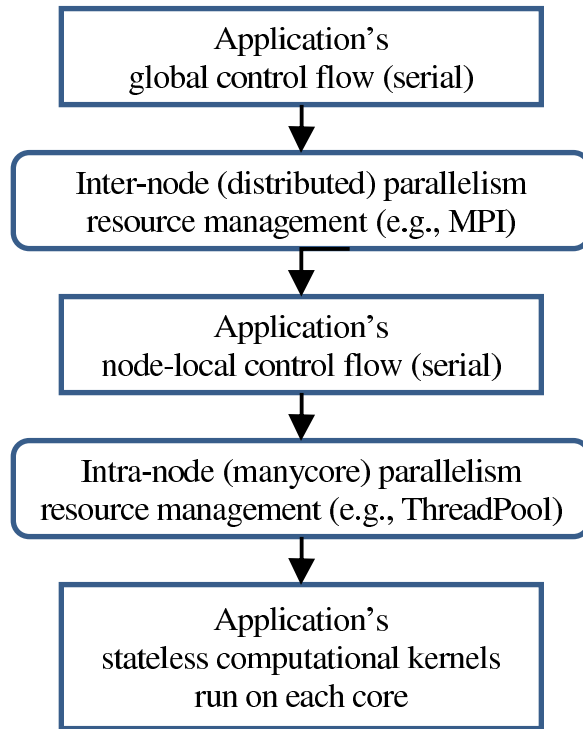 Application's
global control flow (serial)
Inter-node (distributed) parallelism
resource management (e.g., MPI)
Application's
node-local control flow (serial)
Intra-node (manycore) parallelism
resource management (e.g., ThreadPool)
Application's
stateless computational kernels
run on each core